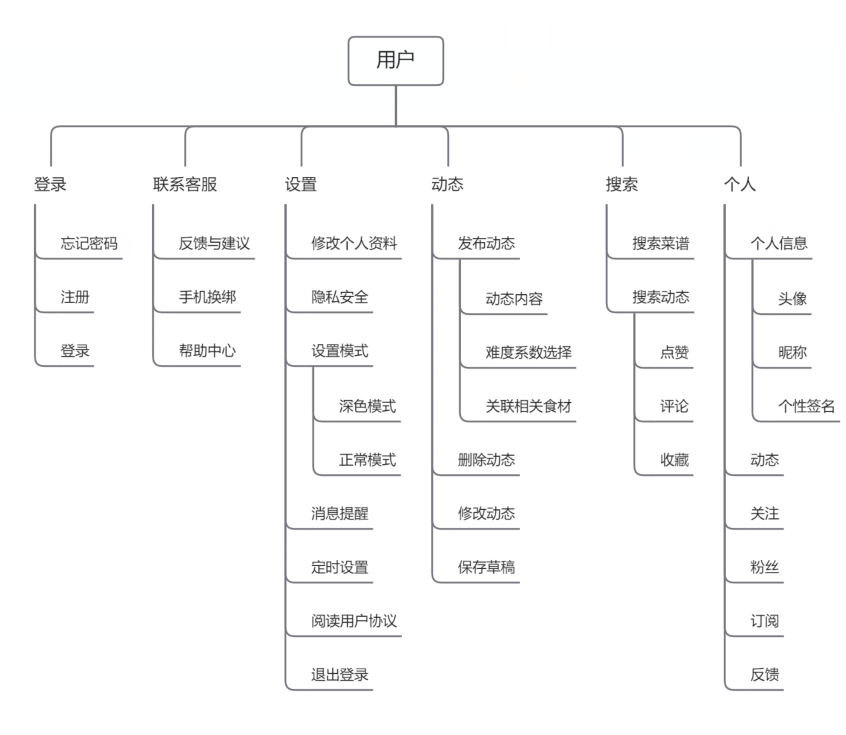 用户
登录
忘记密码
注册
登录
联系客服
反馈与建议
手机换绑
帮助中心
设置
修改个人资料
隐私安全
设置模式
深色模式
正常模式
消息提醒
定时设置
阅读用户协议
退出登录
动态
发布动态
动态内容
难度系数选择
关联相关食材
删除动态
修改动态
保存草稿
搜索
搜索菜谱
搜索动态
点赞
评论
收藏
个人
个人信息
头像
昵称
个性签名
动态
关注
粉丝
订阅
反馈